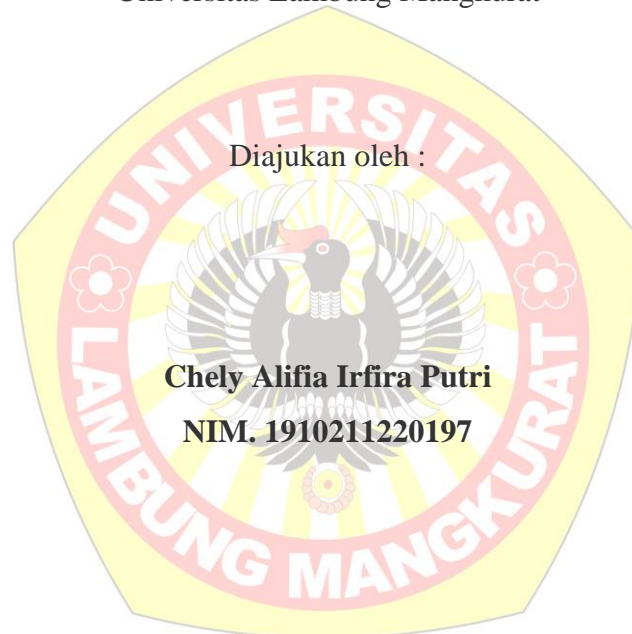 Universitas Lambung Mangkurat
UNIVERSITAS
Diajukan oleh :
Chely Alifia Irfira Putri
NIM. 1910211220197
LAMBUNG MANGKURAT